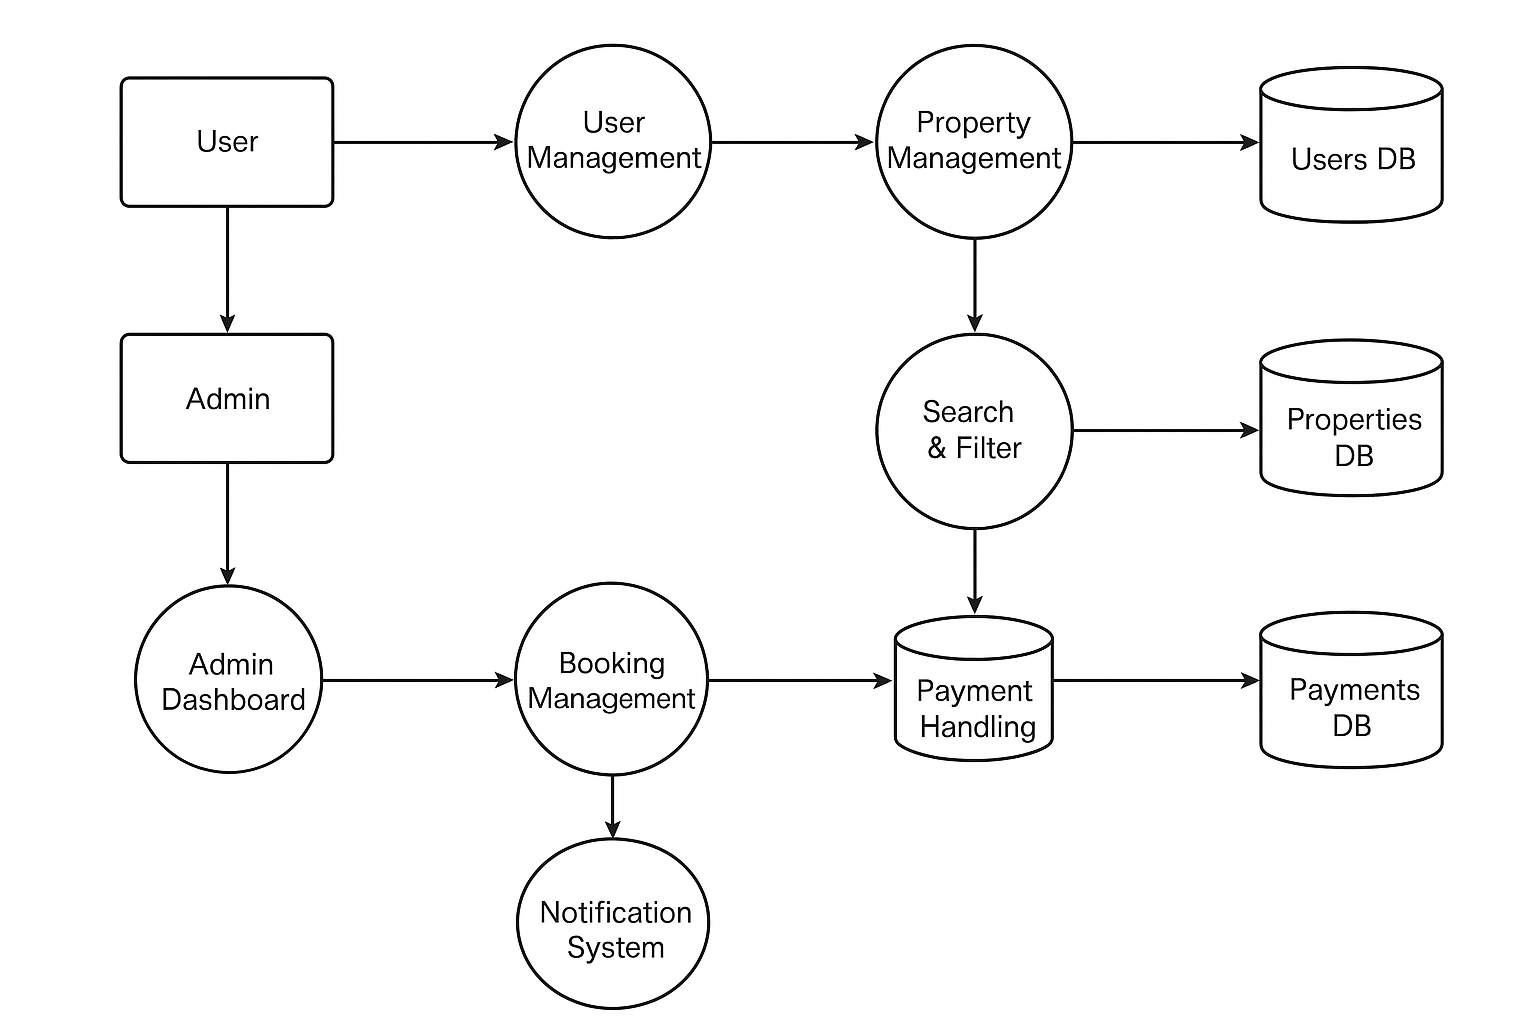 User
User
Management
Property
Management
Users DB
Admin
Search
& Filter
Properties
DB
Admin
Dashboard
Booking
Management
Payment
Handling
Payments
DB
Notification
System